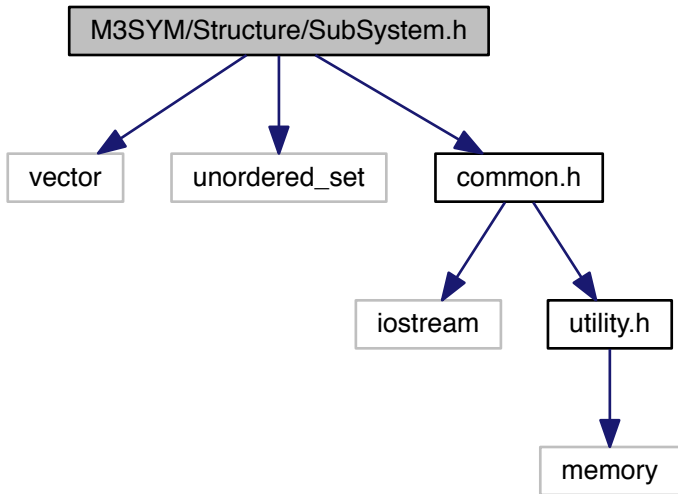 M3SYM/Structure/SubSystem.h
vector
unordered_set
common.h
iostream
utility.h
memory